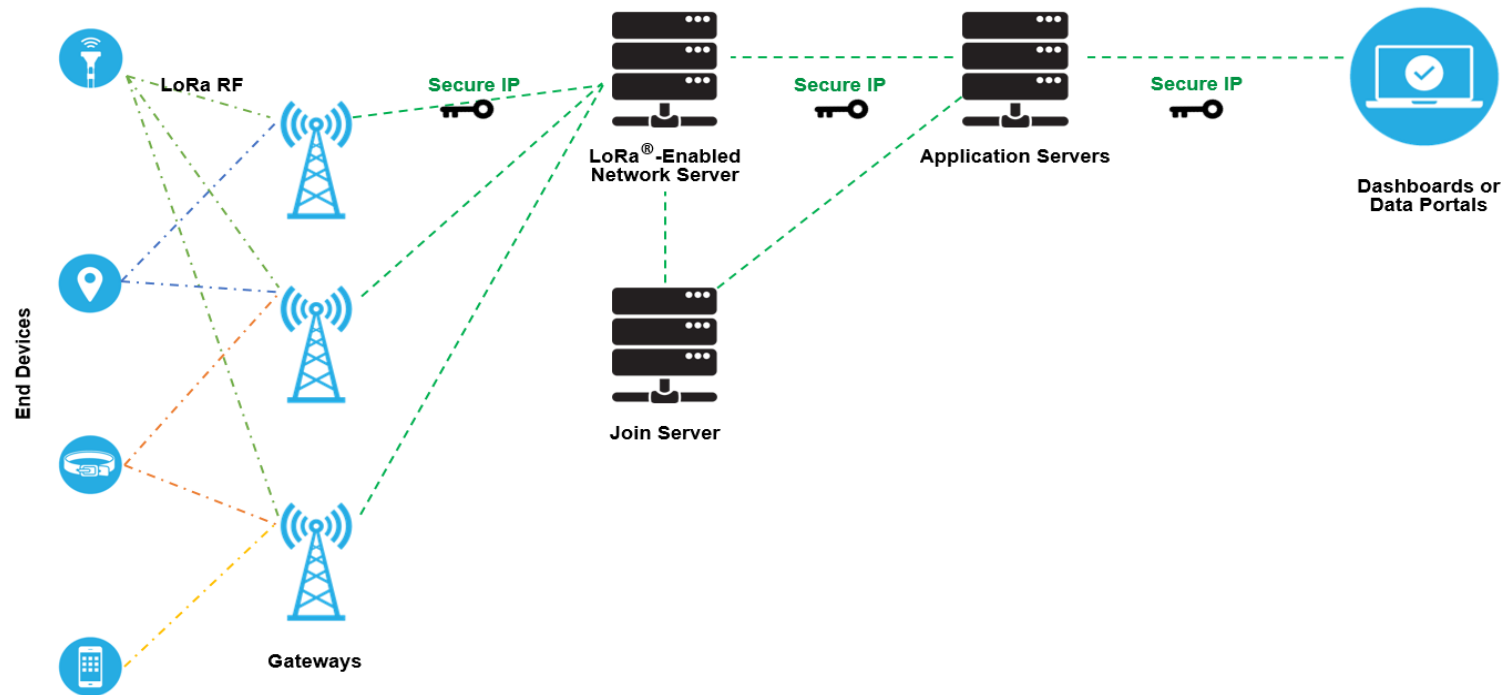 LoRa RF
Secure IP
Secure IP
Secure IP
LoRa®-Enabled
Network Server
Application Servers
Dashboards or
Data Portals
End Devices
Join Server
Gateways